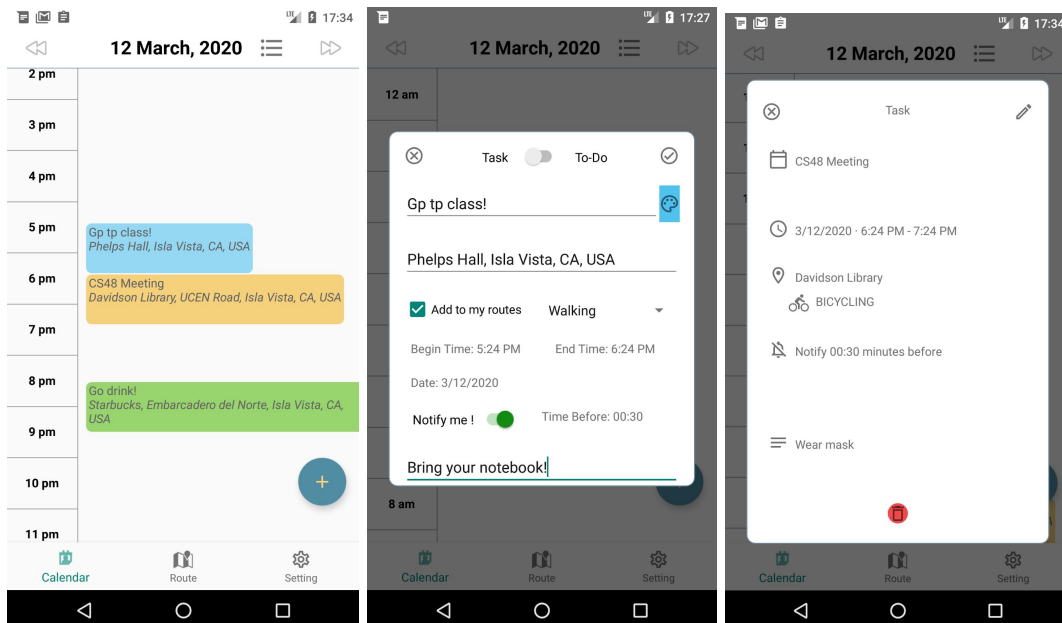 LTE 17:34
12 March, 2020
2 pm
3 pm
4 pm
5 pm
Gp tp class!
Phelps Hall, Isla Vista, CA, USA
6 pm
CS48 Meeting
Davidson Library, UCEN Road, Isla Vista, CA, USA
7 pm
8 pm
Go drink!
Starbucks, Embarcadero del Norte, Isla Vista, CA,
USA
9 pm
10 pm
+
11 pm
Calendar Route Setting
LTE 17:27
12 March, 2020
12 am
Task To-Do
Gp tp class!
Phelps Hall, Isla Vista, CA, USA
Add to my routes Walking
Begin Time: 5:24 PM End Time: 6:24 PM
Date: 3/12/2020
Notify me ! Time Before: 00:30
Bring your notebook!
8 am
Calendar Route Setting
LTE 17:34
12 March, 2020
Task
CS48 Meeting
3/12/2020 · 6:24 PM - 7:24 PM
Davidson Library
BICYCLING
Notify 00:30 minutes before
Wear mask
Calendar Route Setting